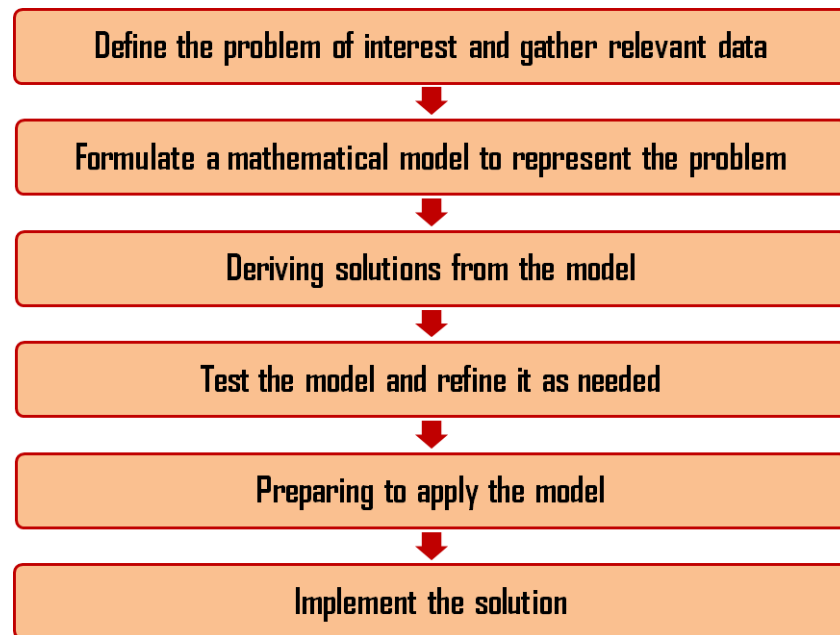 Define the problem of interest and gather relevant data
Formulate a mathematical model to represent the problem
Deriving solutions from the model
Test the model and refine it as needed
Preparing to apply the model
Implement the solution